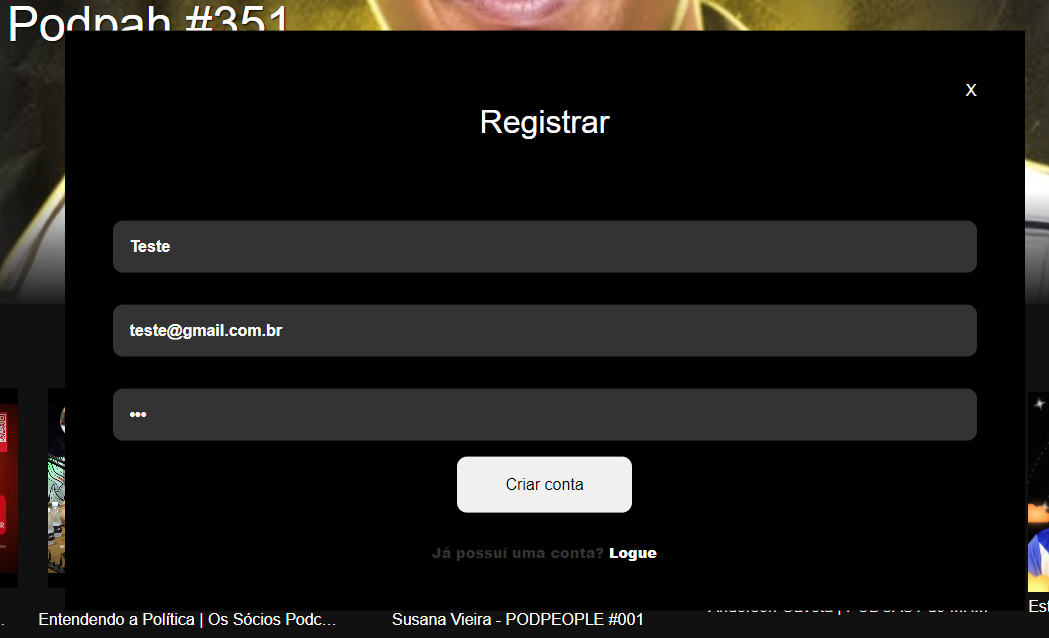 Podpah #351
X
Registrar
Teste
teste@gmail.com.br
•••
Criar conta
Já possui uma conta? Logue
Entendendo a Política | Os Sócios Podc…
Susana Vieira - PODPEOPLE #001
Est